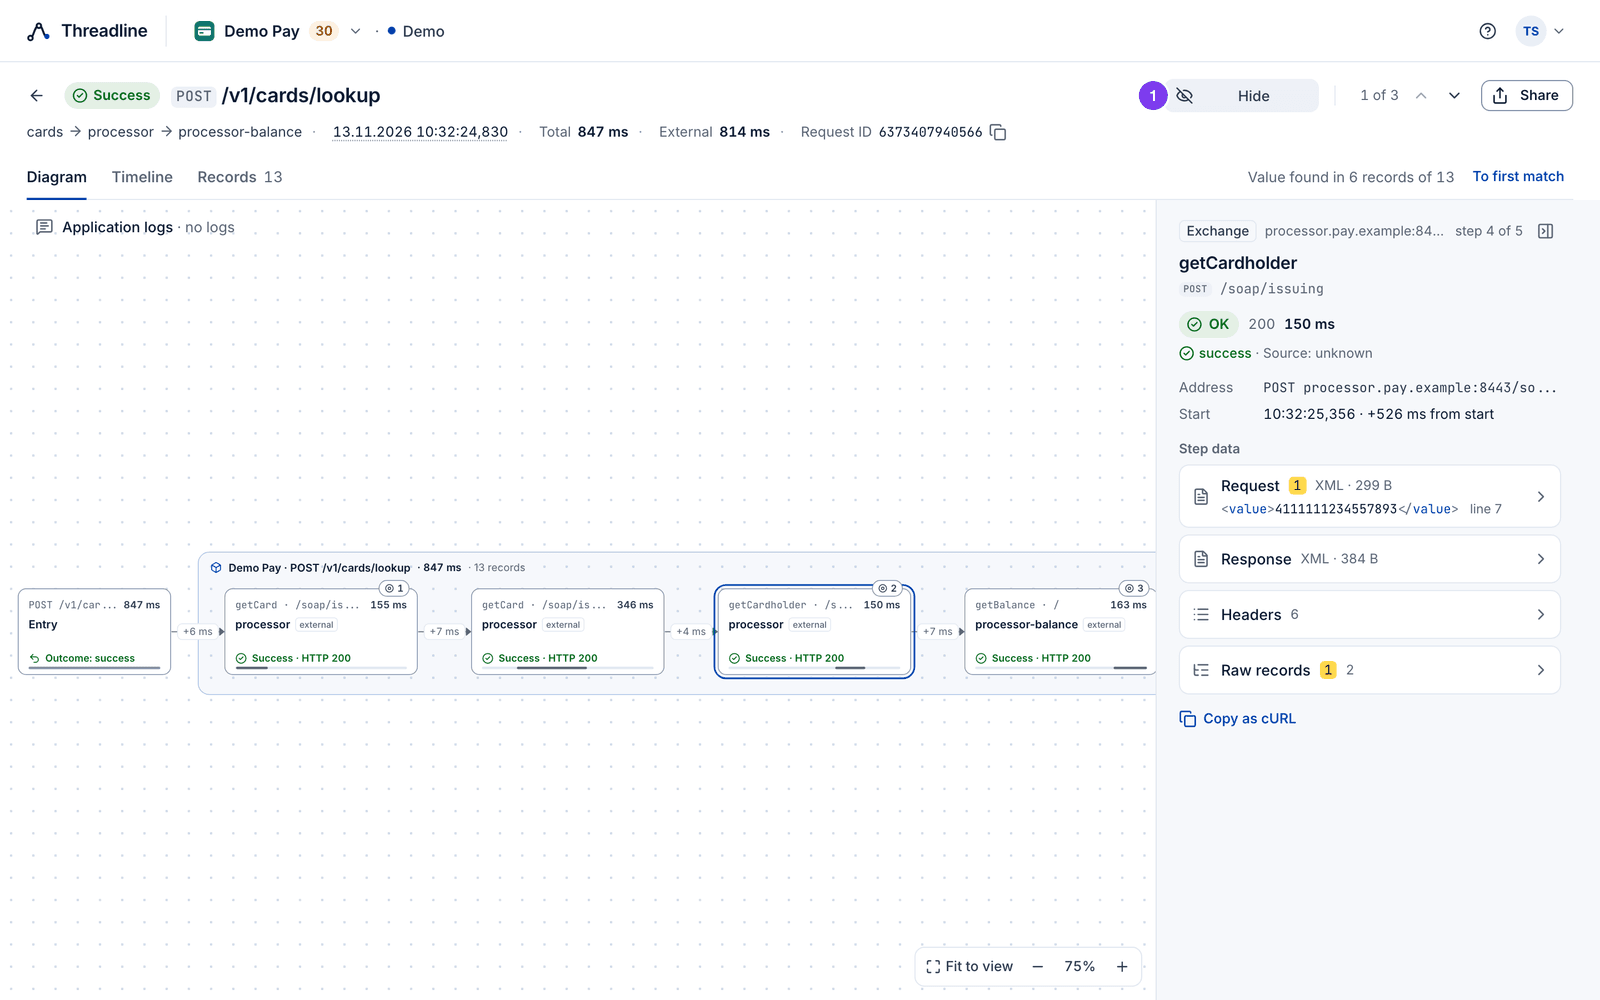 Threadline
Demo Pay 30 · Demo
TS
Success POST /v1/cards/lookup
1 Hide
1 of 3
Share
cards → processor → processor-balance · 13.11.2026 10:32:24,830 · Total 847 ms · External 814 ms · Request ID 6373407940566
Diagram Timeline Records 13
Value found in 6 records of 13 To first match
Application logs · no logs
Demo Pay · POST /v1/cards/lookup · 847 ms · 13 records
POST /v1/car... 847 ms
Entry
Outcome: success
+6 ms
1
getCard · /soap/is... 155 ms
processor external
Success · HTTP 200
+7 ms
getCard · /soap/is... 346 ms
processor external
Success · HTTP 200
+4 ms
2
getCardholder · /s... 150 ms
processor external
Success · HTTP 200
+7 ms
3
getBalance · / 163 ms
processor-balance external
Success · HTTP 200
Fit to view − 75% +
Exchange processor.pay.example:84... step 4 of 5
getCardholder
POST /soap/issuing
OK 200 150 ms
success · Source: unknown
Address POST processor.pay.example:8443/so...
Start 10:32:25,356 · +526 ms from start
Step data
Request 1 XML · 299 B
<value>4111111234557893</value> line 7
Response XML · 384 B
Headers 6
Raw records 1 2
Copy as cURL